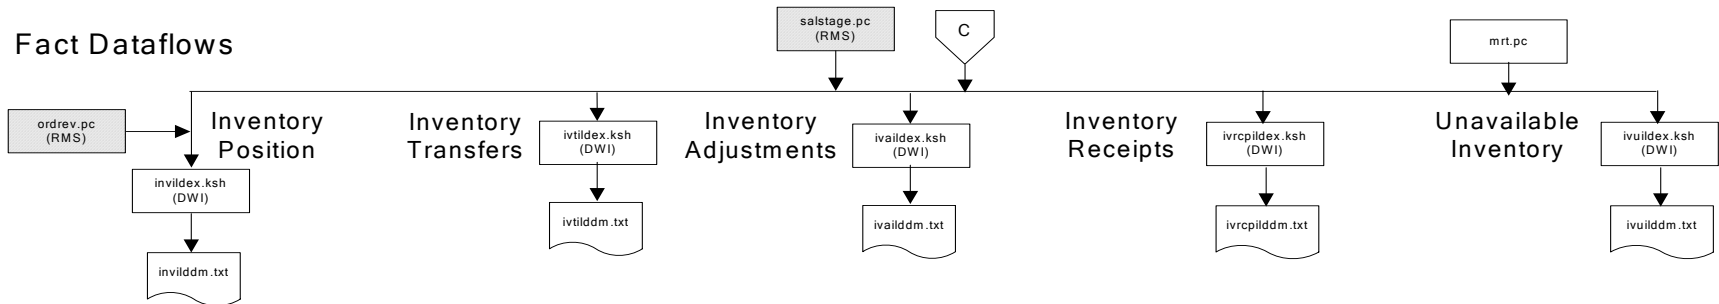 Fact Dataflows
salstage.pc
(RMS)
C
mrt.pc
ordrev.pc
(RMS)
Inventory
Position
invildex.ksh
(DWI)
invilddm.txt
Inventory
Transfers
ivtildex.ksh
(DWI)
ivtilddm.txt
Inventory
Adjustments
ivaildex.ksh
(DWI)
ivailddm.txt
Inventory
Receipts
ivrcpildex.ksh
(DWI)
ivrcpilddm.txt
Unavailable
Inventory
ivuildex.ksh
(DWI)
ivuilddm.txt